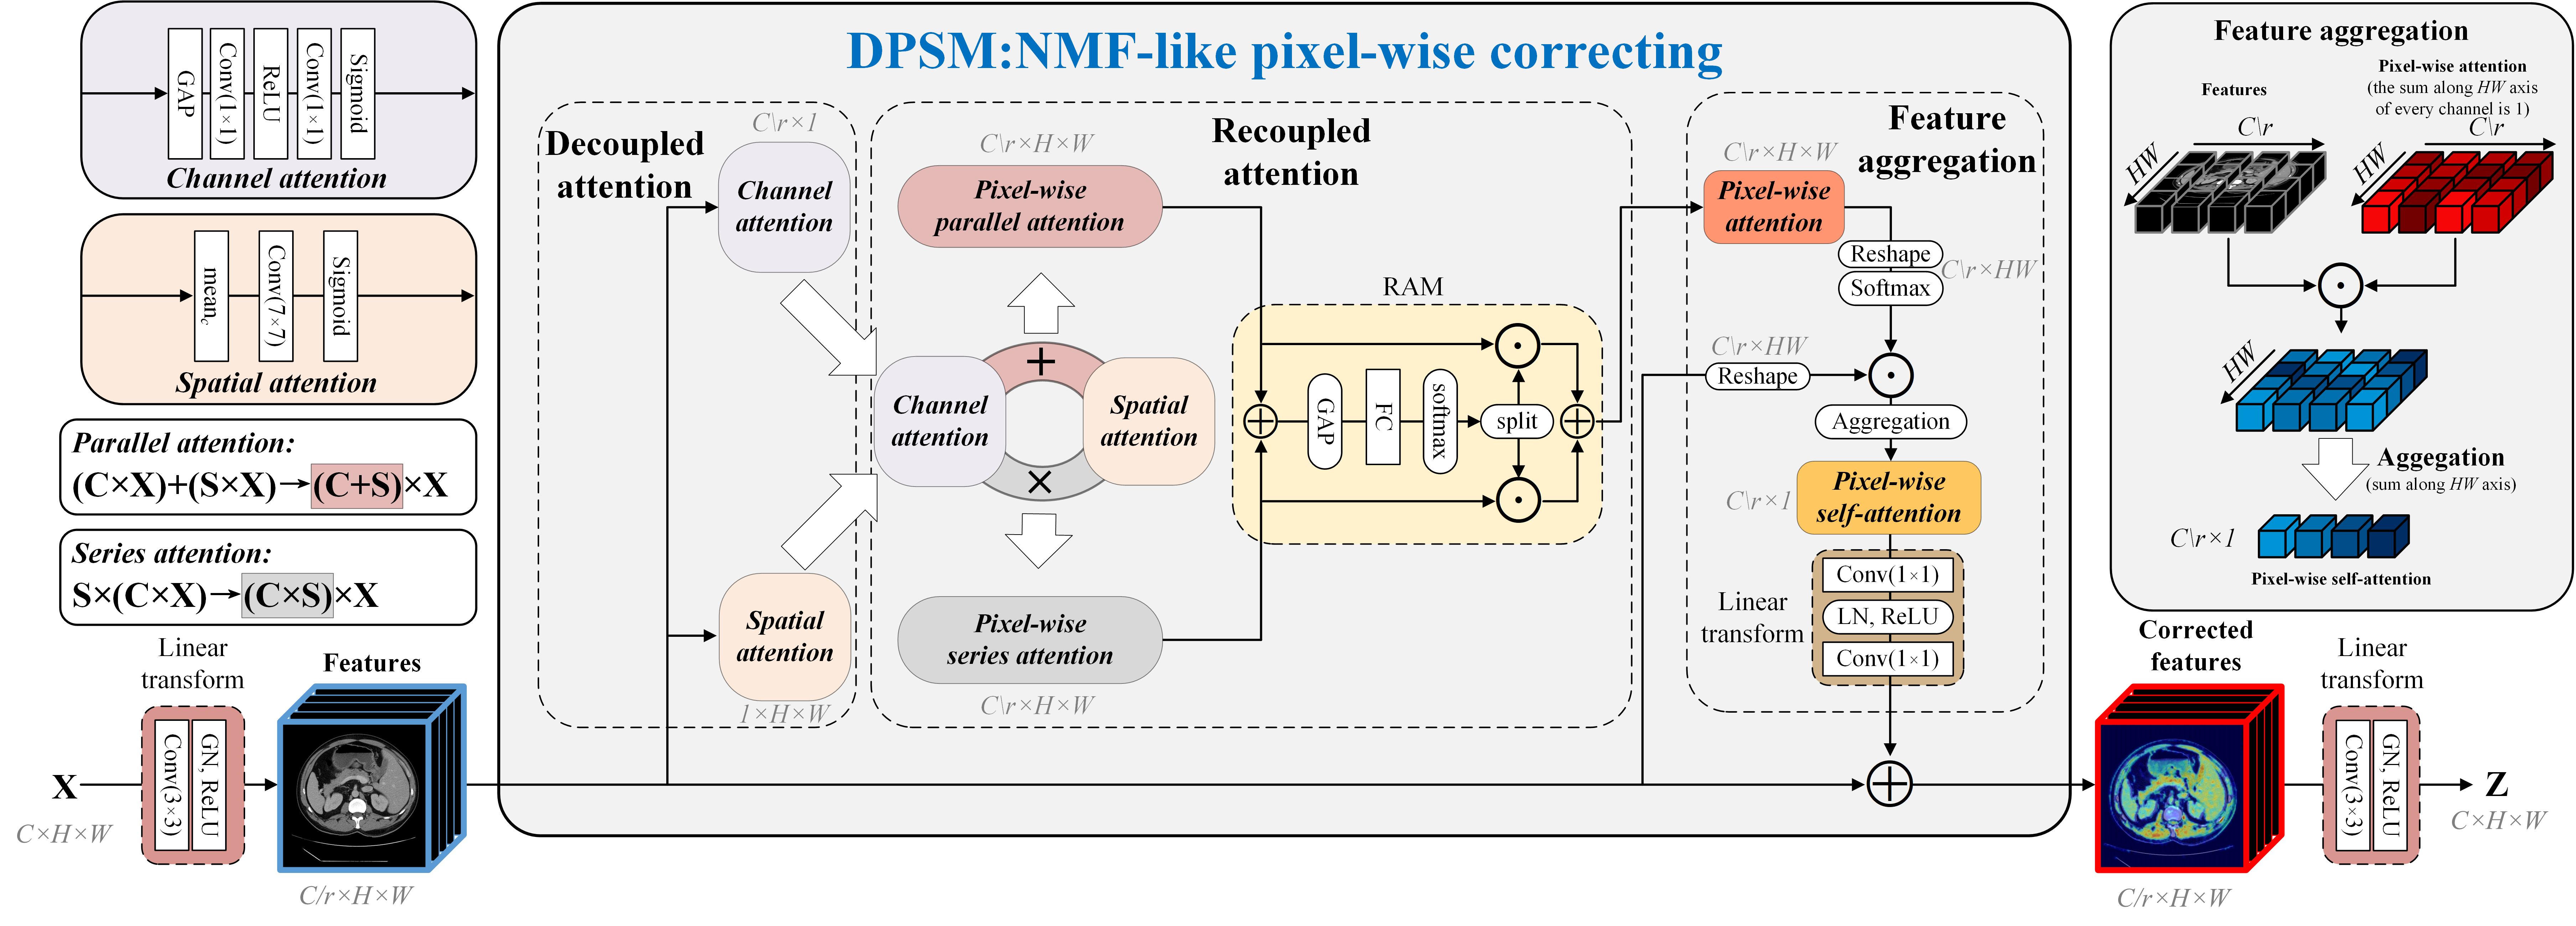 GAP
Conv(1×1)
ReLU
Conv(1×1)
Sigmoid
Channel attention
mean_c
Conv(7×7)
Sigmoid
Spatial attention
Parallel attention:
(C×X)+(S×X)→(C+S)×X
Series attention:
S×(C×X)→(C×S)×X
Linear
transform
Features
X
C×H×W
Conv(3×3)
GN, ReLU
C/r×H×W
DPSM:NMF-like pixel-wise correcting
Decoupled
attention
C\r×1
Channel
attention
Spatial
attention
1×H×W
Recoupled
attention
C\r×H×W
Pixel-wise
parallel attention
+
Channel
attention
Spatial
attention
×
Pixel-wise
series attention
C\r×H×W
RAM
GAP
FC
softmax
split
Feature
aggregation
C\r×H×W
Pixel-wise
attention
Reshape
C\r×HW
Softmax
C\r×HW
Reshape
Aggregation
C\r×1
Pixel-wise
self-attention
Linear
transform
Conv(1×1)
LN, ReLU
Conv(1×1)
Feature aggregation
Features
Pixel-wise attention
(the sum along HW axis
of every channel is 1)
C\r
HW
C\r
HW
HW
Aggegation
(sum along HW axis)
C\r×1
Pixel-wise self-attention
Corrected
features
C/r×H×W
Linear
transform
Conv(3×3)
GN, ReLU
Z
C×H×W